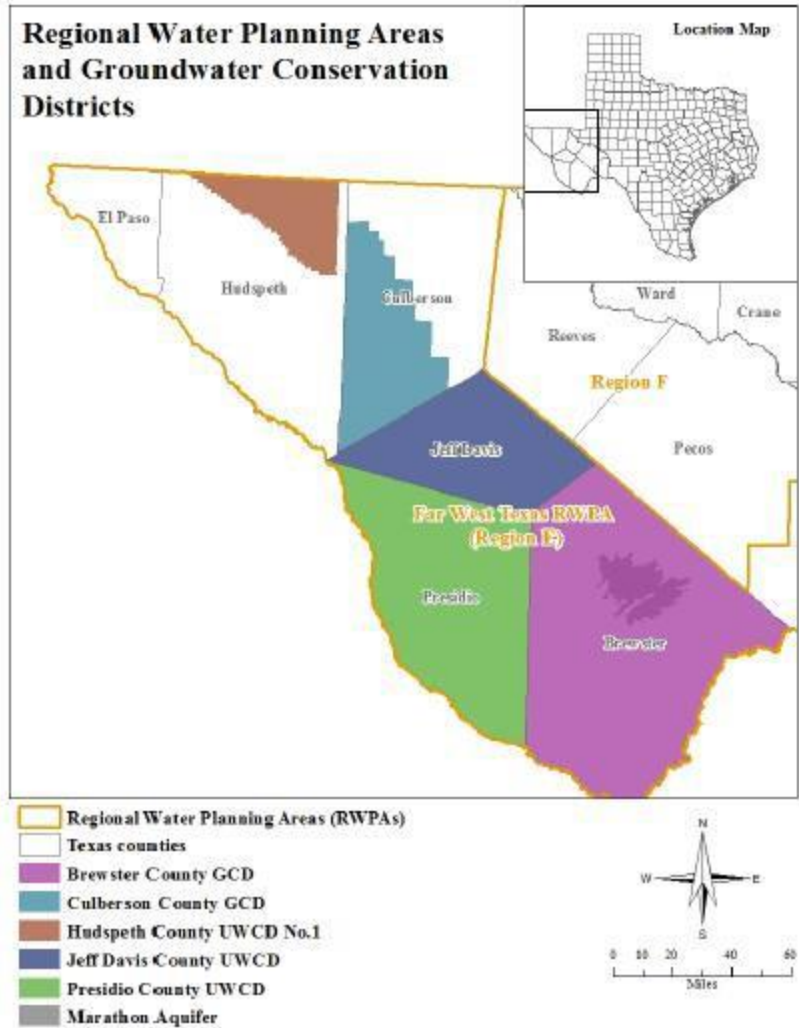 Regional Water Planning Areas
and Groundwater Conservation
Districts
Location Map
El Paso
Hudspeth
Culberson
Ward
Crane
Reeves
Region F
Jeff Davis
Pecos
Far West Texas RWPA
(Region E)
Presidio
Brewster
Regional Water Planning Areas (RWPAs)
Texas counties
Brewster County GCD
Culberson County GCD
Hudspeth County UWCD No.1
Jeff Davis County UWCD
Presidio County UWCD
Marathon Aquifer
N
W E
S
0 10 20 40 60
Miles